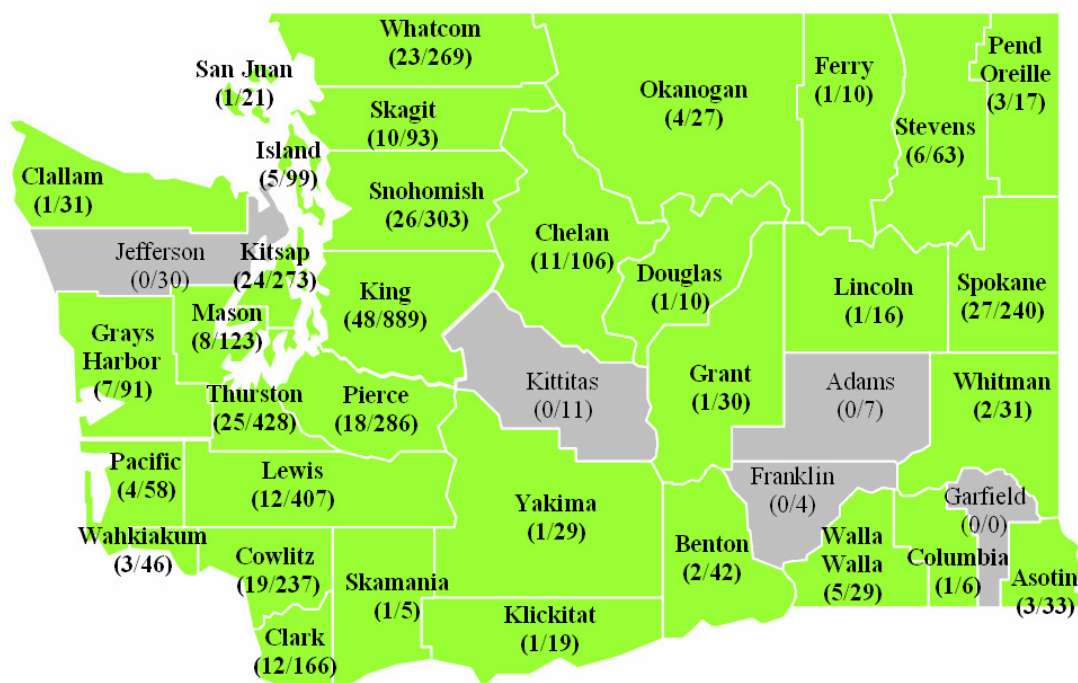 Whatcom
(23/269)
San Juan
(1/21)
Skagit
(10/93)
Island
(5/99)
Okanogan
(4/27)
Ferry
(1/10)
Stevens
(6/63)
Pend
Oreille
(3/17)
Clallam
(1/31)
Snohomish
(26/303)
Jefferson
(0/30)
Kitsap
(24/273)
Chelan
(11/106)
Douglas
(1/10)
Lincoln
(1/16)
Spokane
(27/240)
King
(48/889)
Mason
(8/123)
Grays
Harbor
(7/91)
Thurston
(25/428)
Pierce
(18/286)
Kittitas
(0/11)
Grant
(1/30)
Adams
(0/7)
Whitman
(2/31)
Pacific
(4/58)
Lewis
(12/407)
Yakima
(1/29)
Franklin
(0/4)
Garfield
(0/0)
Wahkiakum
(3/46)
Cowlitz
(19/237)
Skamania
(1/5)
Benton
(2/42)
Walla
Walla
(5/29)
Columbia
(1/6)
Asotin
(3/33)
Klickitat
(1/19)
Clark
(12/166)